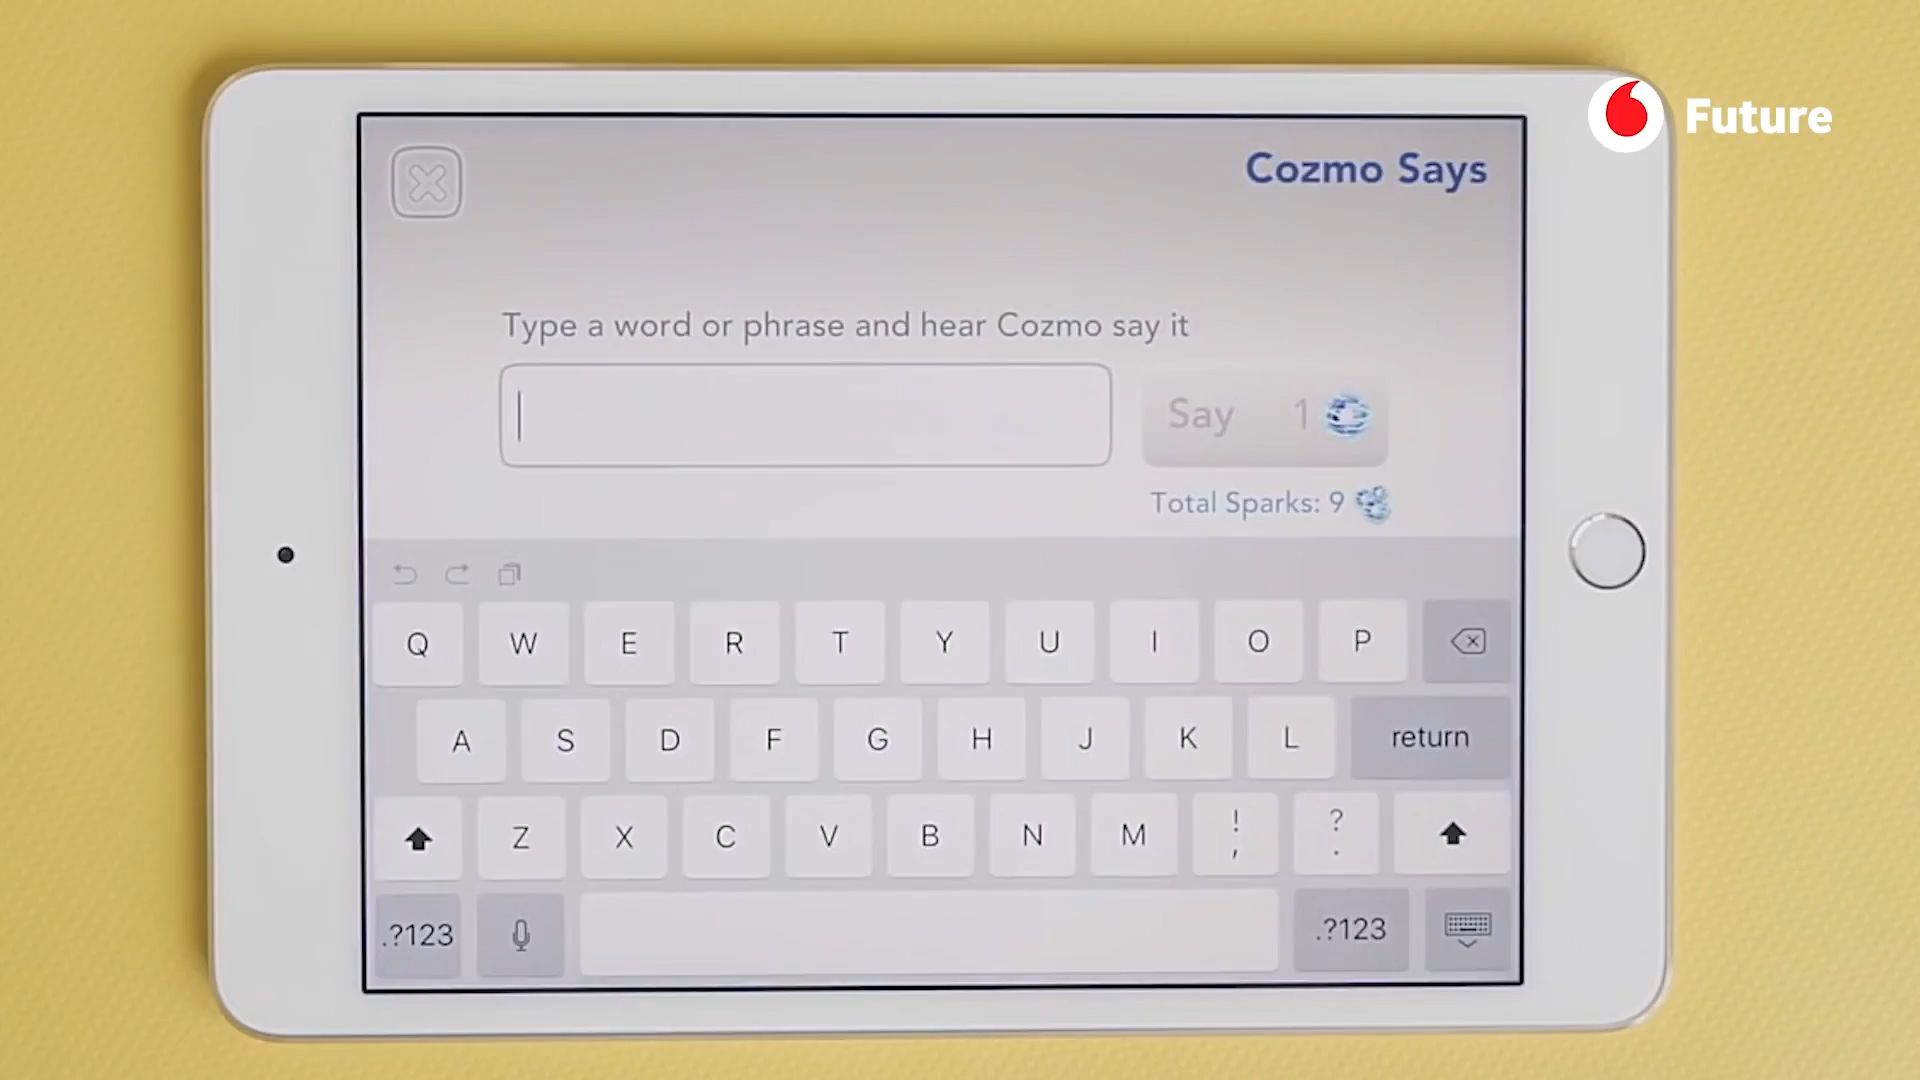 Future
Cozmo Says
Type a word or phrase and hear Cozmo say it
Say 1
Total Sparks: 9
Q W E R T Y U I O P
A S D F G H J K L return
Z X C V B N M ! , ? .
.?123 .?123